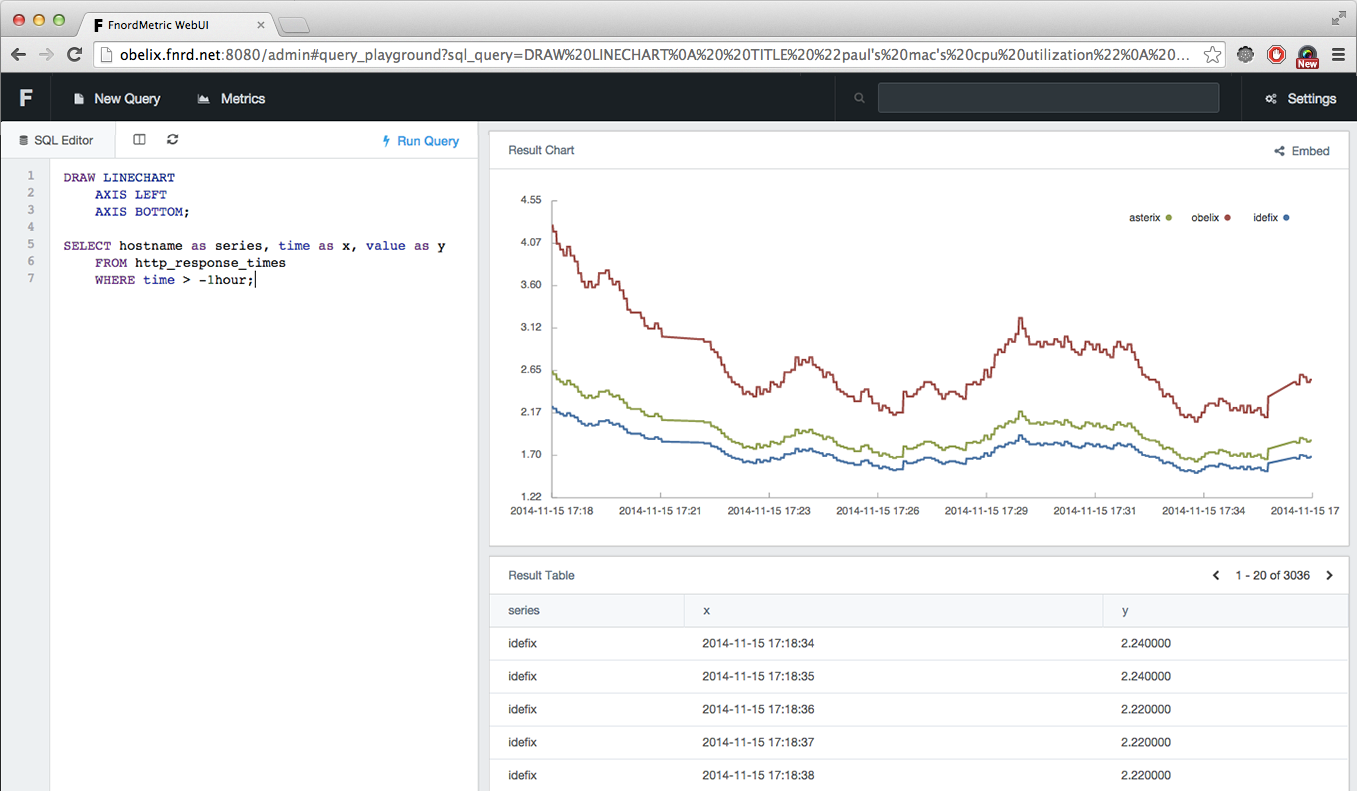 F FnordMetric WebUI ×
obelix.fnrd.net:8080/admin#query_playground?sql_query=DRAW%20LINECHART%0A%20%20TITLE%20%22paul's%20mac's%20cpu%20utilization%22%0A%20...
New
F New Query Metrics Settings
SQL Editor Run Query
1 DRAW LINECHART
2 AXIS LEFT
3 AXIS BOTTOM;
4
5 SELECT hostname as series, time as x, value as y
6 FROM http_response_times
7 WHERE time > -1hour;
Result Chart Embed
asterix obelix idefix
4.55
4.07
3.60
3.12
2.65
2.17
1.70
1.22
2014-11-15 17:18 2014-11-15 17:21 2014-11-15 17:23 2014-11-15 17:26 2014-11-15 17:29 2014-11-15 17:31 2014-11-15 17:34 2014-11-15 17
Result Table 1 - 20 of 3036
series x y
idefix 2014-11-15 17:18:34 2.240000
idefix 2014-11-15 17:18:35 2.240000
idefix 2014-11-15 17:18:36 2.220000
idefix 2014-11-15 17:18:37 2.220000
idefix 2014-11-15 17:18:38 2.220000